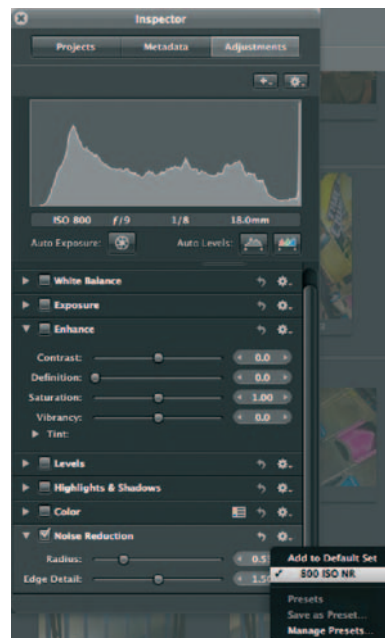 Inspector
Projects Metadata Adjustments
ISO 800 f/9 1/8 18.0mm
Auto Exposure: Auto Levels:
White Balance
Exposure
Enhance
Contrast: 0.0
Definition: 0.0
Saturation: 1.00
Vibrancy: 0.0
Tint:
Levels
Highlights & Shadows
Color
Noise Reduction
Radius:
Edge Detail:
Add to Default Set
800 ISO NR
Presets
Save as Preset...
Manage Presets...